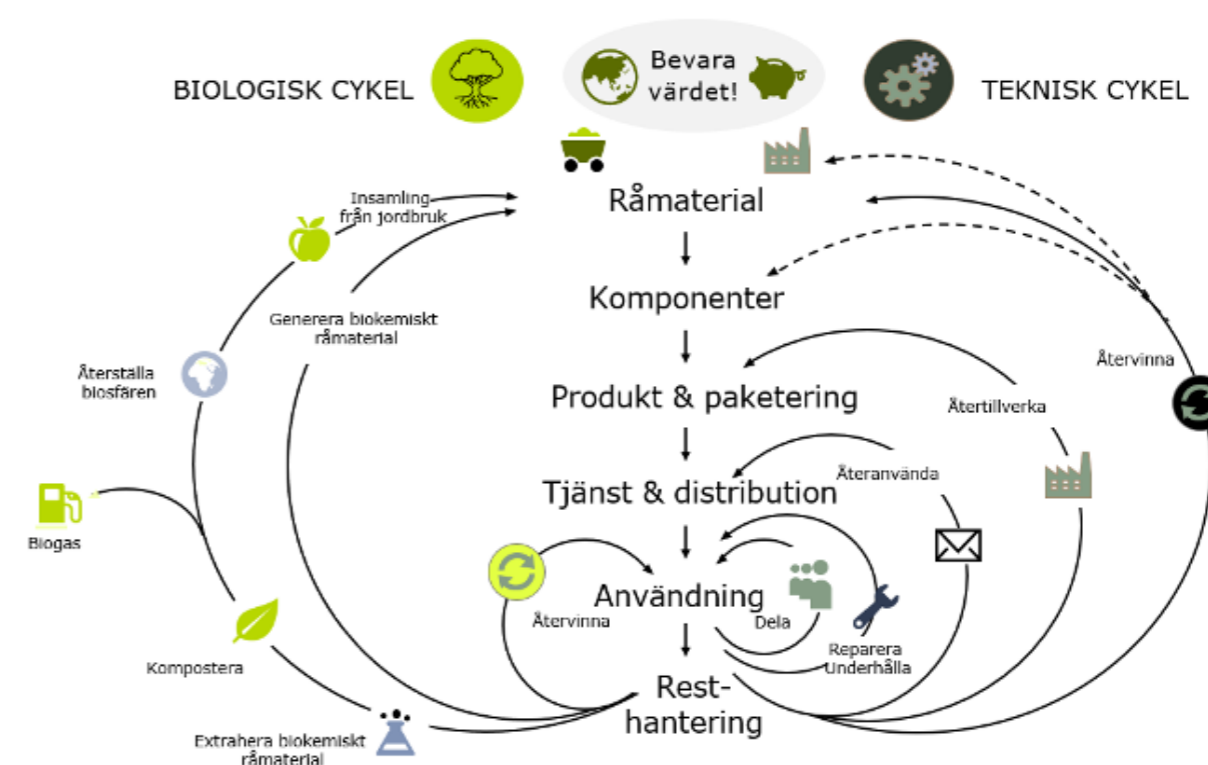 BIOLOGISK CYKEL
Bevara
värdet!
TEKNISK CYKEL
Råmaterial
Insamling
från jordbruk
Komponenter
Generera biokemiskt
råmaterial
Återvinna
Återställa
biosfären
Produkt & paketering
Återtillverka
Återanvända
Tjänst & distribution
Biogas
Användning
Återvinna
Dela
Reparera
Underhålla
Kompostera
Rest-
hantering
Extrahera biokemiskt
råmaterial